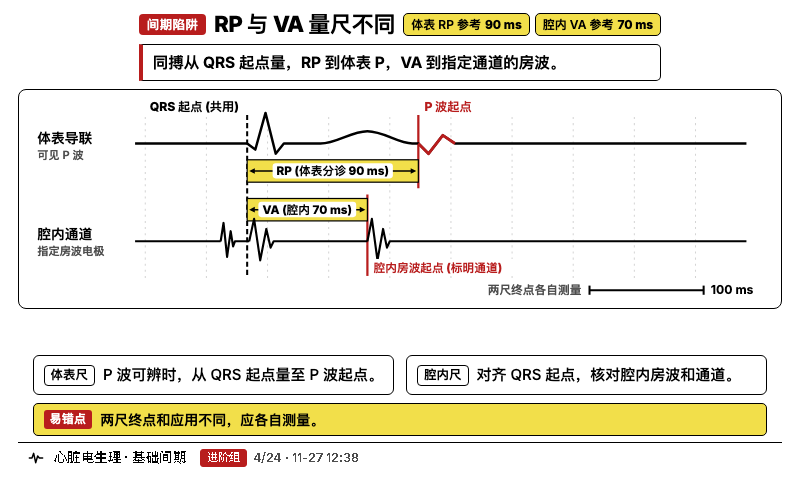 间期陷阱 RP 与 VA 量尺不同 体表 RP 参考 90 ms 腔内 VA 参考 70 ms
同搏从 QRS 起点量，RP 到体表 P，VA 到指定通道的房波。
QRS 起点 (共用) P 波起点
体表导联
可见 P 波
RP (体表分诊 90 ms)
VA (腔内 70 ms)
腔内通道
指定房波电极
腔内房波起点 (标明通道)
两尺终点各自测量 100 ms
体表尺 P 波可辨时，从 QRS 起点量至 P 波起点。
腔内尺 对齐 QRS 起点，核对腔内房波和通道。
易错点 两尺终点和应用不同，应各自测量。
心脏电生理 · 基础间期 进阶组 4/24 · 11-27 12:38